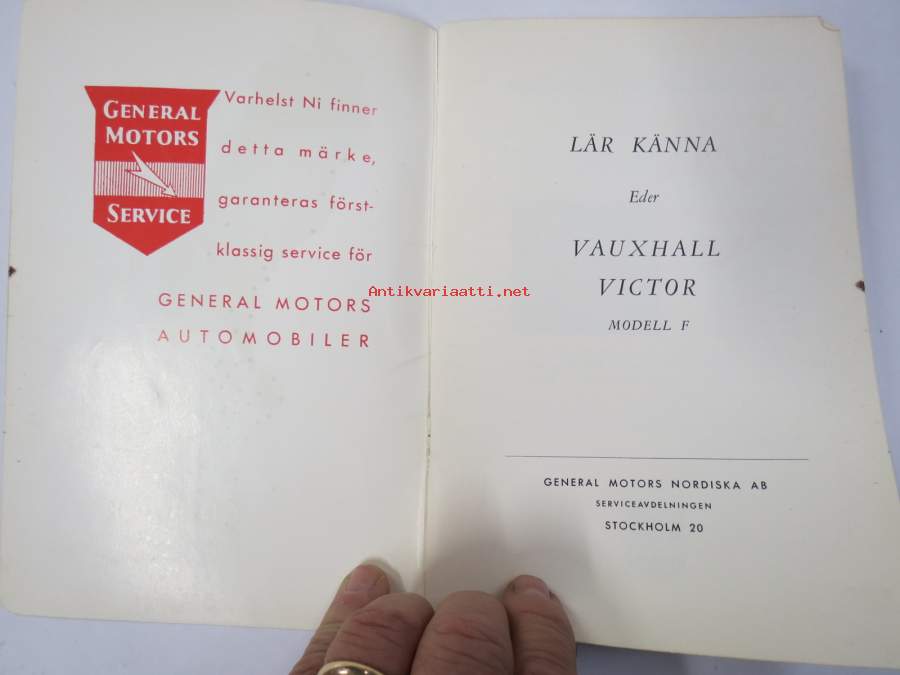 GENERAL
MOTORS
SERVICE
Varhelst Ni finner
detta märke,
garanteras först-
klassig service för
GENERAL MOTORS
AUTOMOBILER
Antikvariaatti.net
LÄR KÄNNA
Eder
VAUXHALL
VICTOR
MODELL F
GENERAL MOTORS NORDISKA AB
SERVICEAVDELNINGEN
STOCKHOLM 20